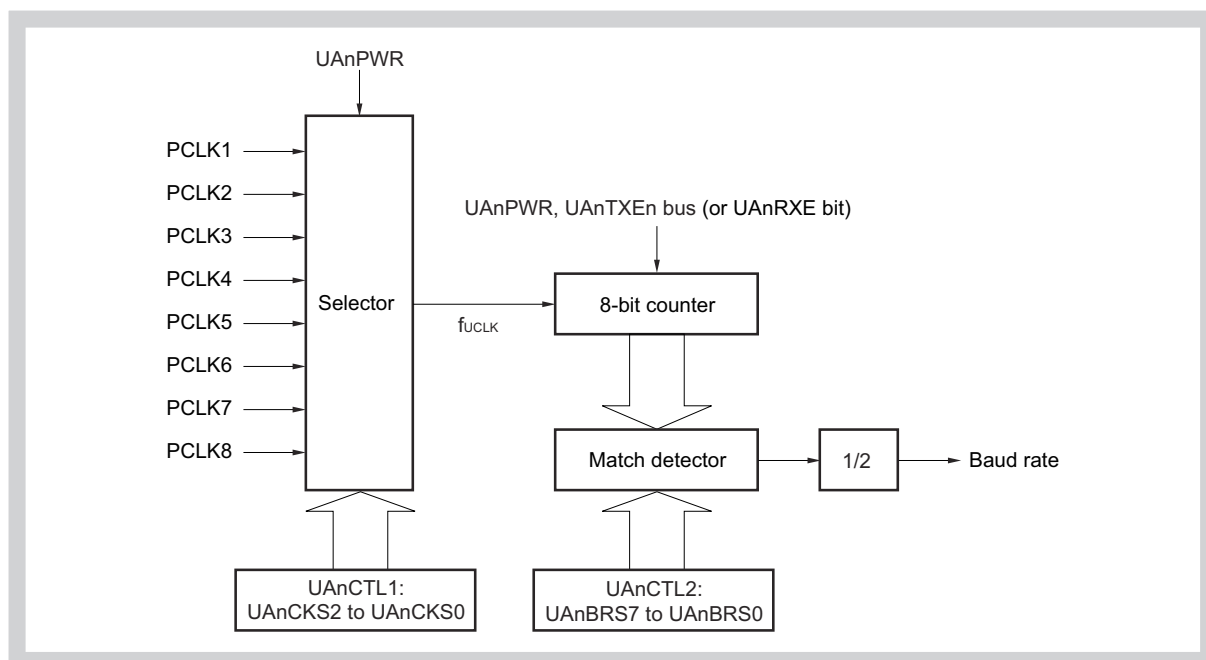 UAnPWR
PCLK1
PCLK2
PCLK3
PCLK4
PCLK5
PCLK6
PCLK7
PCLK8
Selector
fUCLK
UAnPWR, UAnTXEn bus (or UAnRXE bit)
8-bit counter
Match detector
1/2
Baud rate
UAnCTL1:
UAnCKS2 to UAnCKS0
UAnCTL2:
UAnBRS7 to UAnBRS0